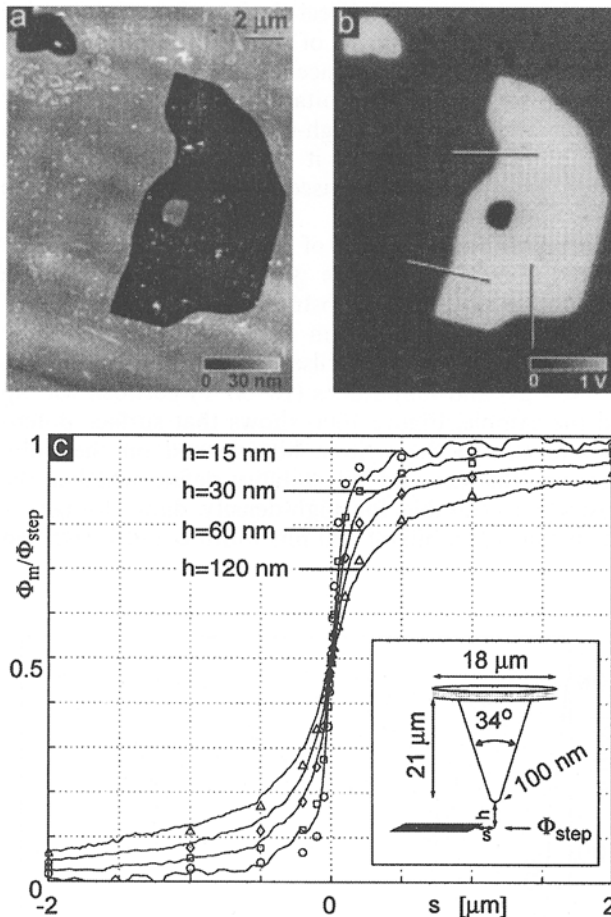 a
2 μm
0 30 nm
b
0 1 V
c
1
h=15 nm
h=30 nm
h=60 nm
h=120 nm
Φm/Φstep
0.5
0
-2 0 s [μm] 2
18 μm
34°
21 μm
100 nm
h
s
Φstep